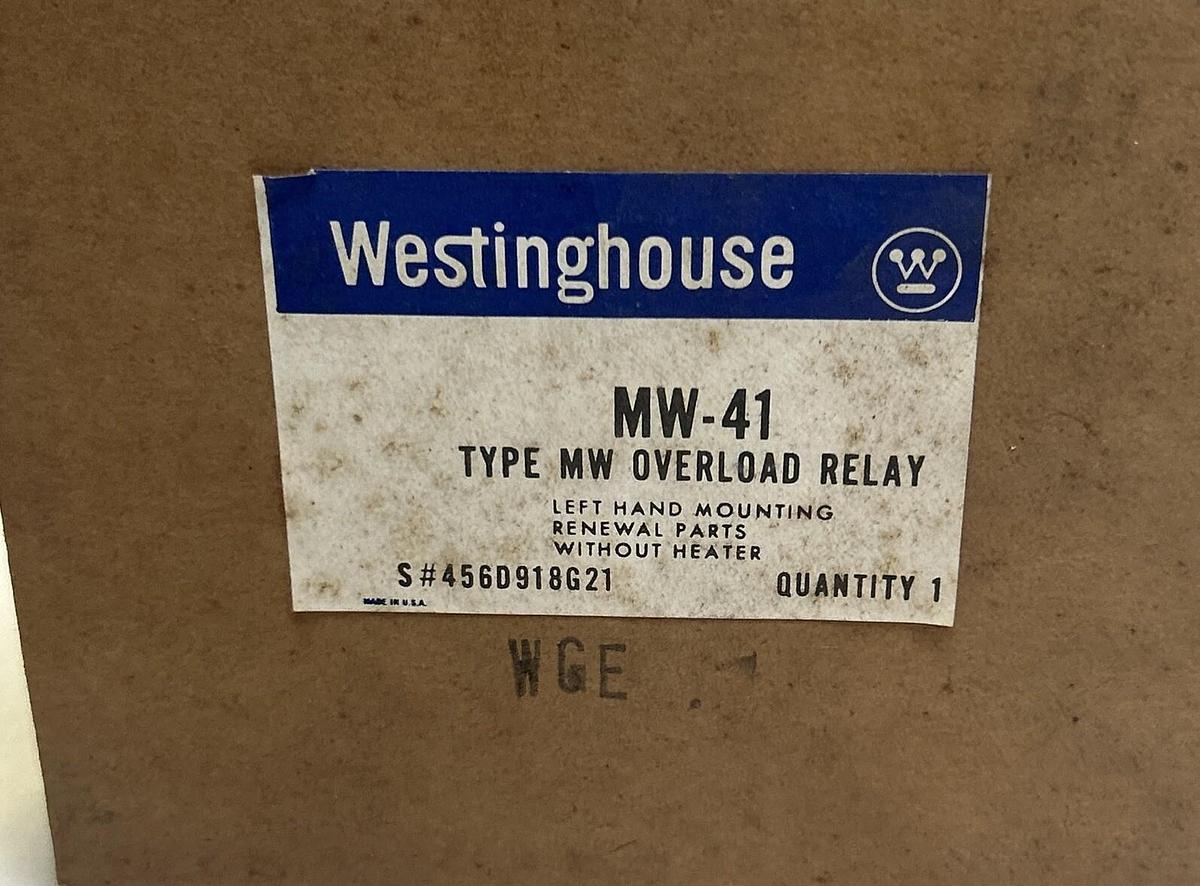 Westinghouse
MW-41
TYPE MW OVERLOAD RELAY
LEFT HAND MOUNTING
RENEWAL PARTS
WITHOUT HEATER
S#456D918G21 QUANTITY 1
MADE IN U.S.A.
WGE